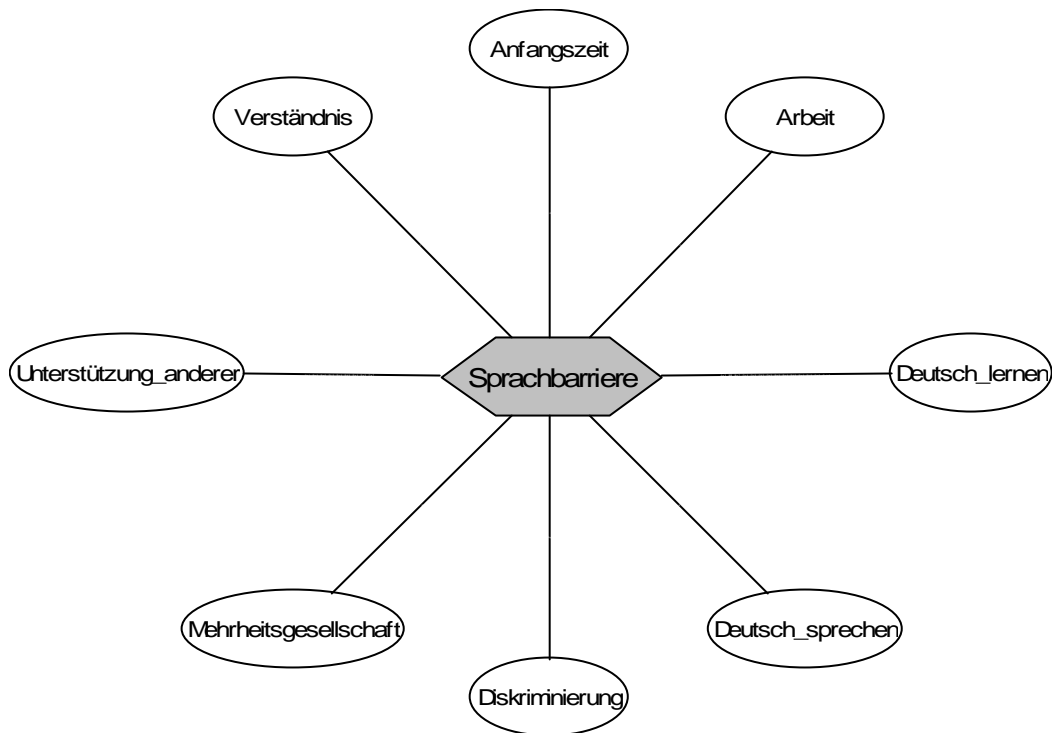 Anfangszeit
Verständnis
Arbeit
Unterstützung_anderer
Sprachbarriere
Deutsch_lernen
Mehrheitsgesellschaft
Deutsch_sprechen
Diskriminierung